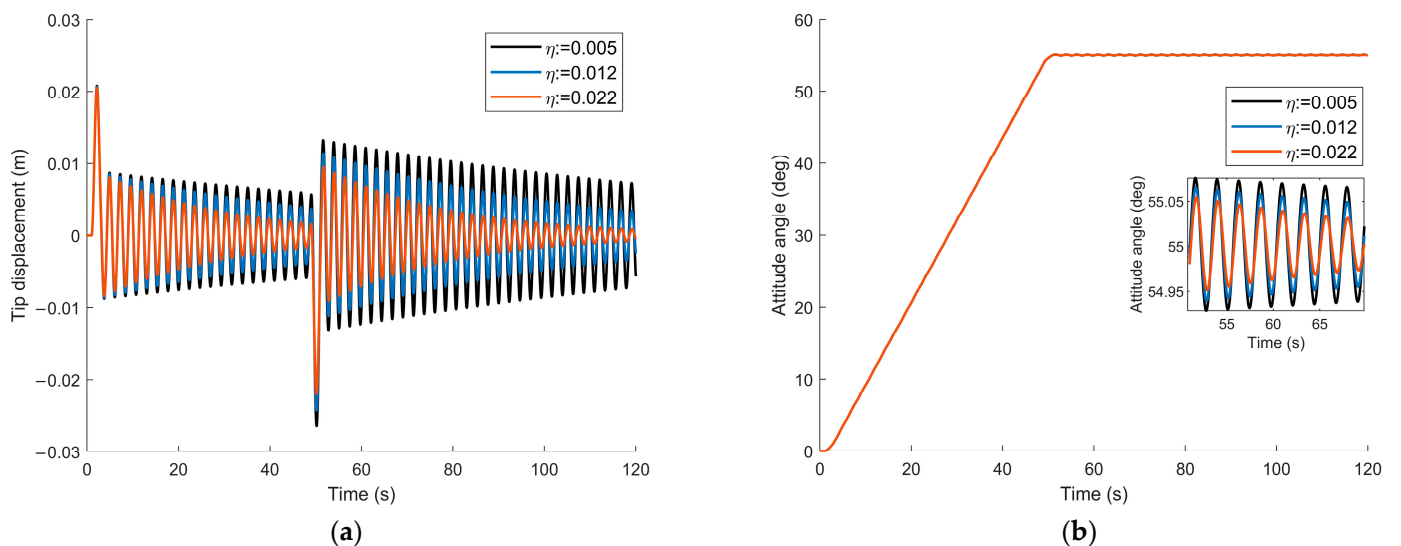 0.03
0.02
0.01
0
−0.01
−0.02
−0.03
Tip displacement (m)
η:=0.005
η:=0.012
η:=0.022
0 20 40 60 80 100 120
Time (s)
(a)
60
50
40
30
20
10
0
Attitude angle (deg)
η:=0.005
η:=0.012
η:=0.022
55.05
55
54.95
Attitude angle (deg)
55 60 65
Time (s)
0 20 40 60 80 100 120
Time (s)
(b)